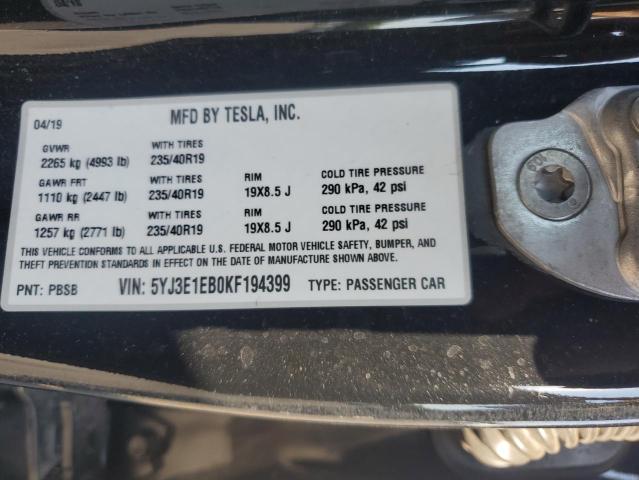 04/19 MFD BY TESLA, INC.
GVWR WITH TIRES
2265 kg (4993 lb) 235/40R19
GAWR FRT WITH TIRES RIM COLD TIRE PRESSURE
1110 kg (2447 lb) 235/40R19 19X8.5 J 290 kPa, 42 psi
GAWR RR WITH TIRES RIM COLD TIRE PRESSURE
1257 kg (2771 lb) 235/40R19 19X8.5 J 290 kPa, 42 psi
THIS VEHICLE CONFORMS TO ALL APPLICABLE U.S. FEDERAL MOTOR VEHICLE SAFETY, BUMPER, AND
THEFT PREVENTION STANDARDS IN EFFECT ON THE DATE OF MANUFACTURE SHOWN ABOVE.
PNT: PBSB VIN: 5YJ3E1EB0KF194399 TYPE: PASSENGER CAR